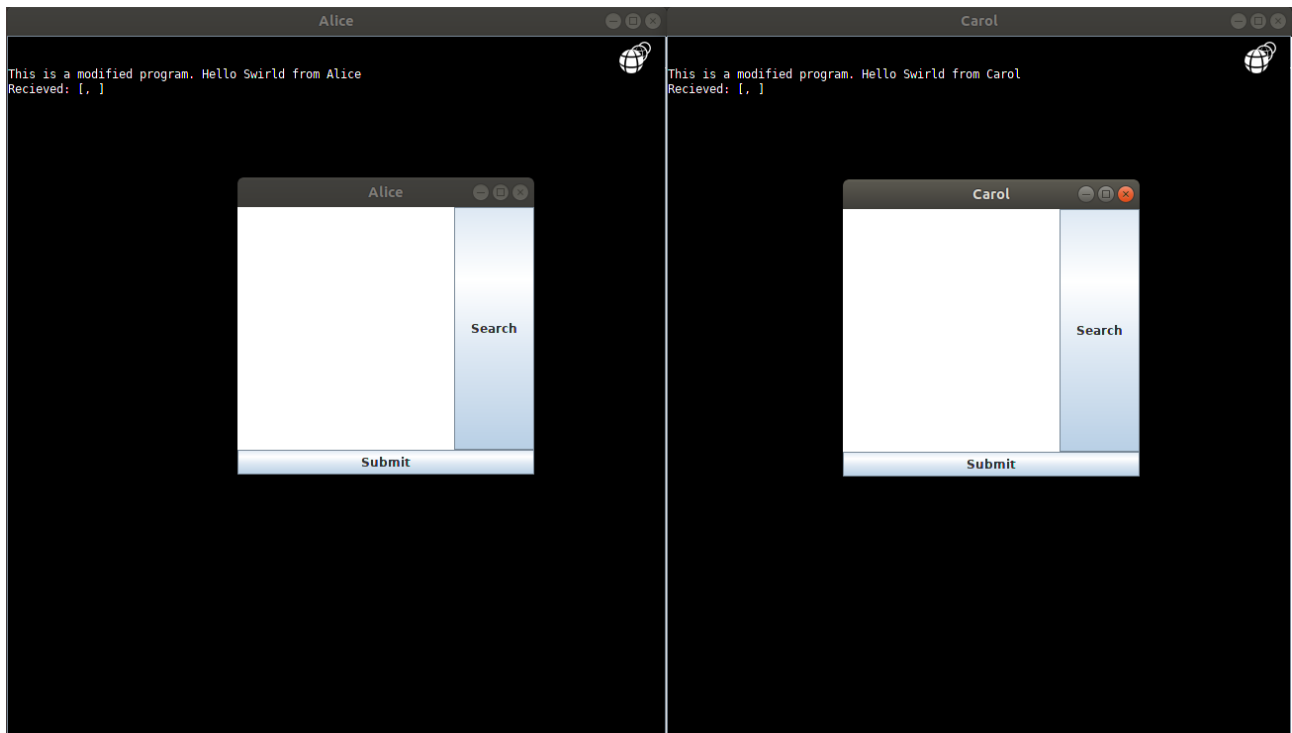 Alice
This is a modified program. Hello Swirld from Alice
Recieved: [, ]
Alice
Search
Submit
Carol
This is a modified program. Hello Swirld from Carol
Recieved: [, ]
Carol
Search
Submit